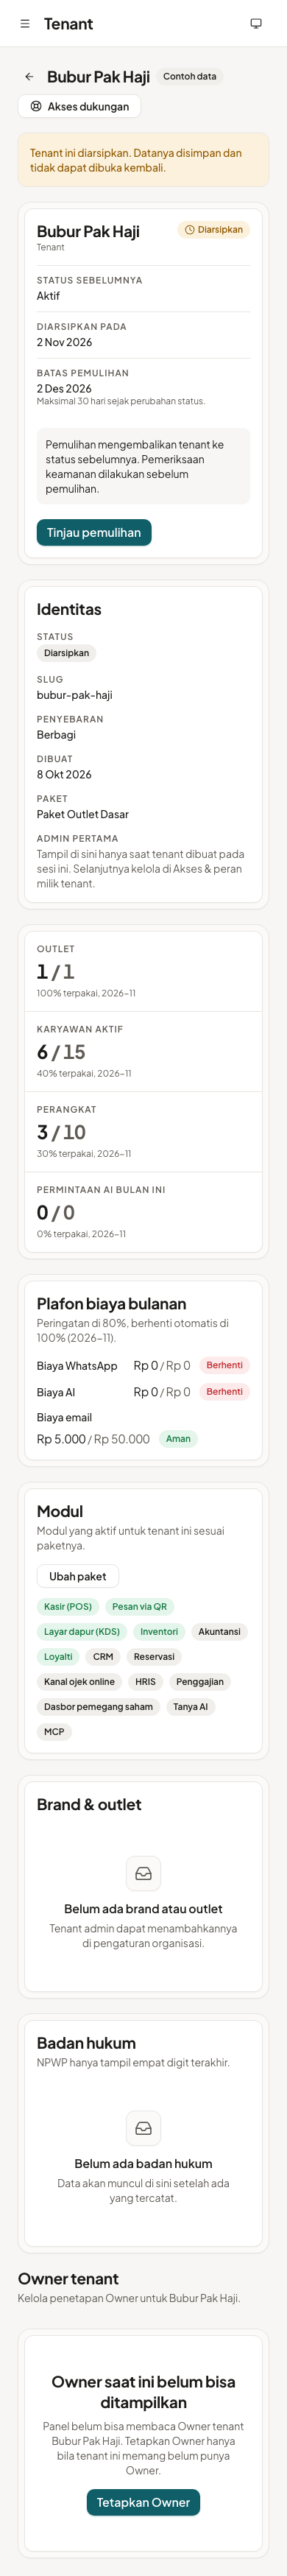 Tenant
Bubur Pak Haji
Contoh data
Akses dukungan
Tenant ini diarsipkan. Datanya disimpan dan
tidak dapat dibuka kembali.
Bubur Pak Haji
Diarsipkan
Tenant
STATUS SEBELUMNYA
Aktif
DIARSIPKAN PADA
2 Nov 2026
BATAS PEMULIHAN
2 Des 2026
Maksimal 30 hari sejak perubahan status.
Pemulihan mengembalikan tenant ke
status sebelumnya. Pemeriksaan
keamanan dilakukan sebelum
pemulihan.
Tinjau pemulihan
Identitas
STATUS
Diarsipkan
SLUG
bubur-pak-haji
PENYEBARAN
Berbagi
DIBUAT
8 Okt 2026
PAKET
Paket Outlet Dasar
ADMIN PERTAMA
Tampil di sini hanya saat tenant dibuat pada
sesi ini. Selanjutnya kelola di Akses & peran
milik tenant.
OUTLET
1 / 1
100% terpakai, 2026-11
KARYAWAN AKTIF
6 / 15
40% terpakai, 2026-11
PERANGKAT
3 / 10
30% terpakai, 2026-11
PERMINTAAN AI BULAN INI
0 / 0
0% terpakai, 2026-11
Plafon biaya bulanan
Peringatan di 80%, berhenti otomatis di
100% (2026-11).
Biaya WhatsApp Rp 0 / Rp 0 Berhenti
Biaya AI Rp 0 / Rp 0 Berhenti
Biaya email
Rp 5.000 / Rp 50.000 Aman
Modul
Modul yang aktif untuk tenant ini sesuai
paketnya.
Ubah paket
Kasir (POS) Pesan via QR
Layar dapur (KDS) Inventori Akuntansi
Loyalti CRM Reservasi
Kanal ojek online HRIS Penggajian
Dasbor pemegang saham Tanya AI
MCP
Brand & outlet
Belum ada brand atau outlet
Tenant admin dapat menambahkannya
di pengaturan organisasi.
Badan hukum
NPWP hanya tampil empat digit terakhir.
Belum ada badan hukum
Data akan muncul di sini setelah ada
yang tercatat.
Owner tenant
Kelola penetapan Owner untuk Bubur Pak Haji.
Owner saat ini belum bisa
ditampilkan
Panel belum bisa membaca Owner tenant
Bubur Pak Haji. Tetapkan Owner hanya
bila tenant ini memang belum punya
Owner.
Tetapkan Owner